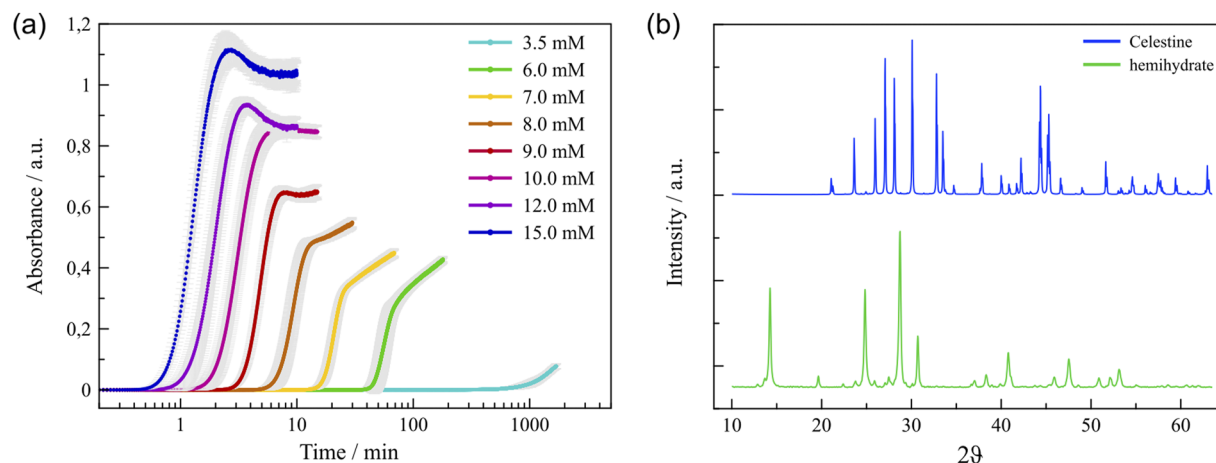 (a)
1,2
1
0,8
0,6
0,4
0,2
0
Absorbance / a.u.
3.5 mM
6.0 mM
7.0 mM
8.0 mM
9.0 mM
10.0 mM
12.0 mM
15.0 mM
1 10 100 1000
Time / min
(b)
Celestine
hemihydrate
Intensity / a.u.
10 20 30 40 50 60
2ϑ